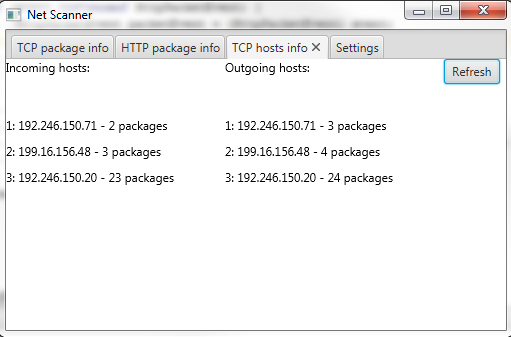 Net Scanner
TCP package info
HTTP package info
TCP hosts info
Settings
Incoming hosts:
Outgoing hosts:
Refresh
1: 192.246.150.71 - 2 packages
1: 192.246.150.71 - 3 packages
2: 199.16.156.48 - 3 packages
2: 199.16.156.48 - 4 packages
3: 192.246.150.20 - 23 packages
3: 192.246.150.20 - 24 packages